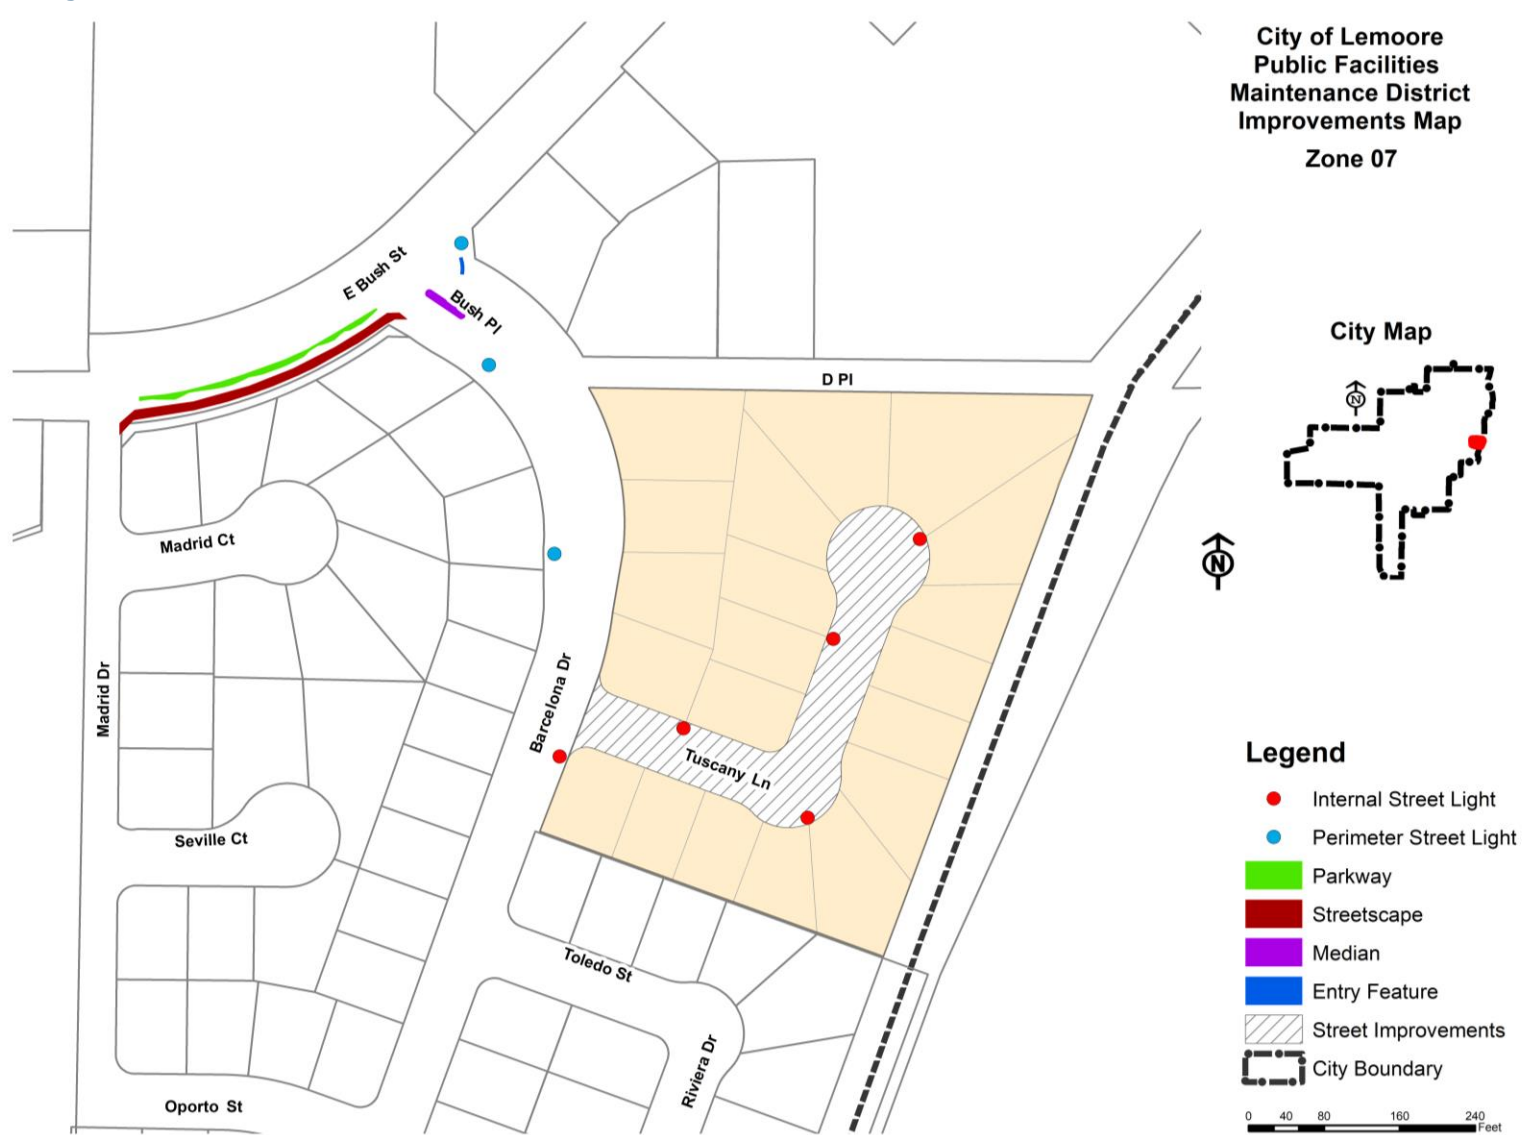 City of Lemoore
Public Facilities
Maintenance District
Improvements Map
Zone 07
E Bush St
Bush Pl
D Pl
City Map
N
N
Madrid Ct
Madrid Dr
Barcelona Dr
Tuscany Ln
Seville Ct
Toledo St
Riviera Dr
Oporto St
Legend
Internal Street Light
Perimeter Street Light
Parkway
Streetscape
Median
Entry Feature
Street Improvements
City Boundary
0 40 80 160 240
Feet